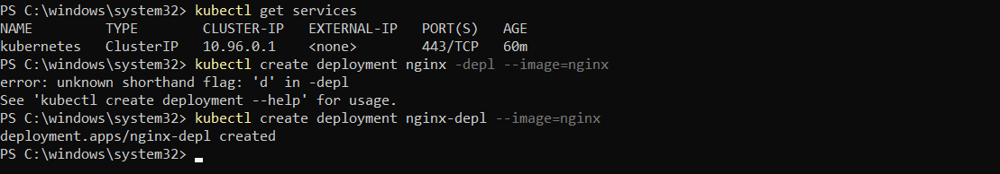 PS C:\windows\system32> kubectl get services
NAME         TYPE        CLUSTER-IP   EXTERNAL-IP   PORT(S)   AGE
kubernetes   ClusterIP   10.96.0.1    <none>        443/TCP   60m
PS C:\windows\system32> kubectl create deployment nginx -depl --image=nginx
error: unknown shorthand flag: 'd' in -depl
See 'kubectl create deployment --help' for usage.
PS C:\windows\system32> kubectl create deployment nginx-depl --image=nginx
deployment.apps/nginx-depl created
PS C:\windows\system32>